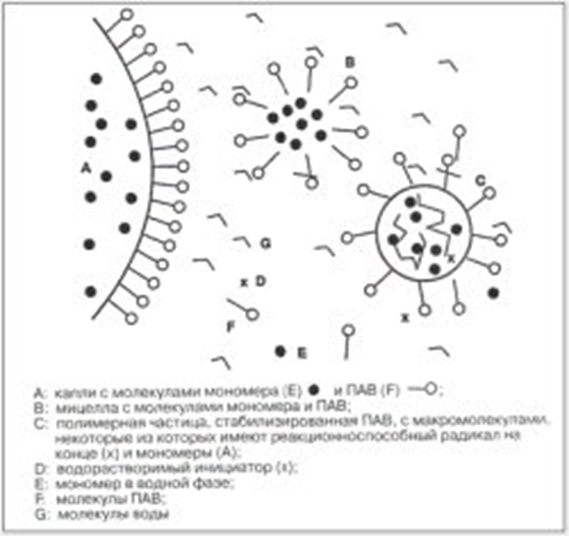 B
A
C
G
x D
F
x
x
E
A: капли с молекулами мономера (E) и ПАВ (F) ;
B: мицелла с молекулами мономера и ПАВ;
C: полимерная частица, стабилизированная ПАВ, с макромолекулами,
некоторые из которых имеют реакционноспособный радикал на
конце (x) и мономеры (A);
D: водорастворимый инициатор (x);
E: мономер в водной фазе;
F: молекулы ПАВ;
G: молекулы воды